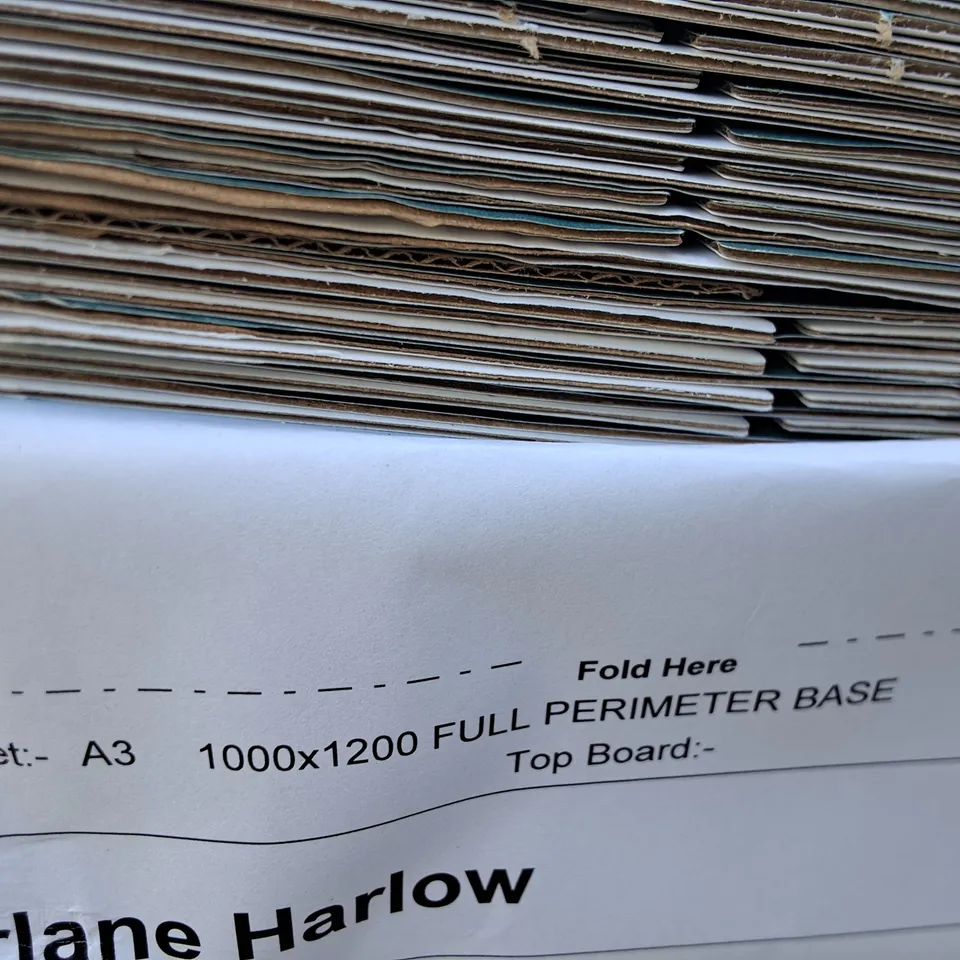 Fold Here
et:- A3 1000x1200 FULL PERIMETER BASE
Top Board:-
rlane Harlow